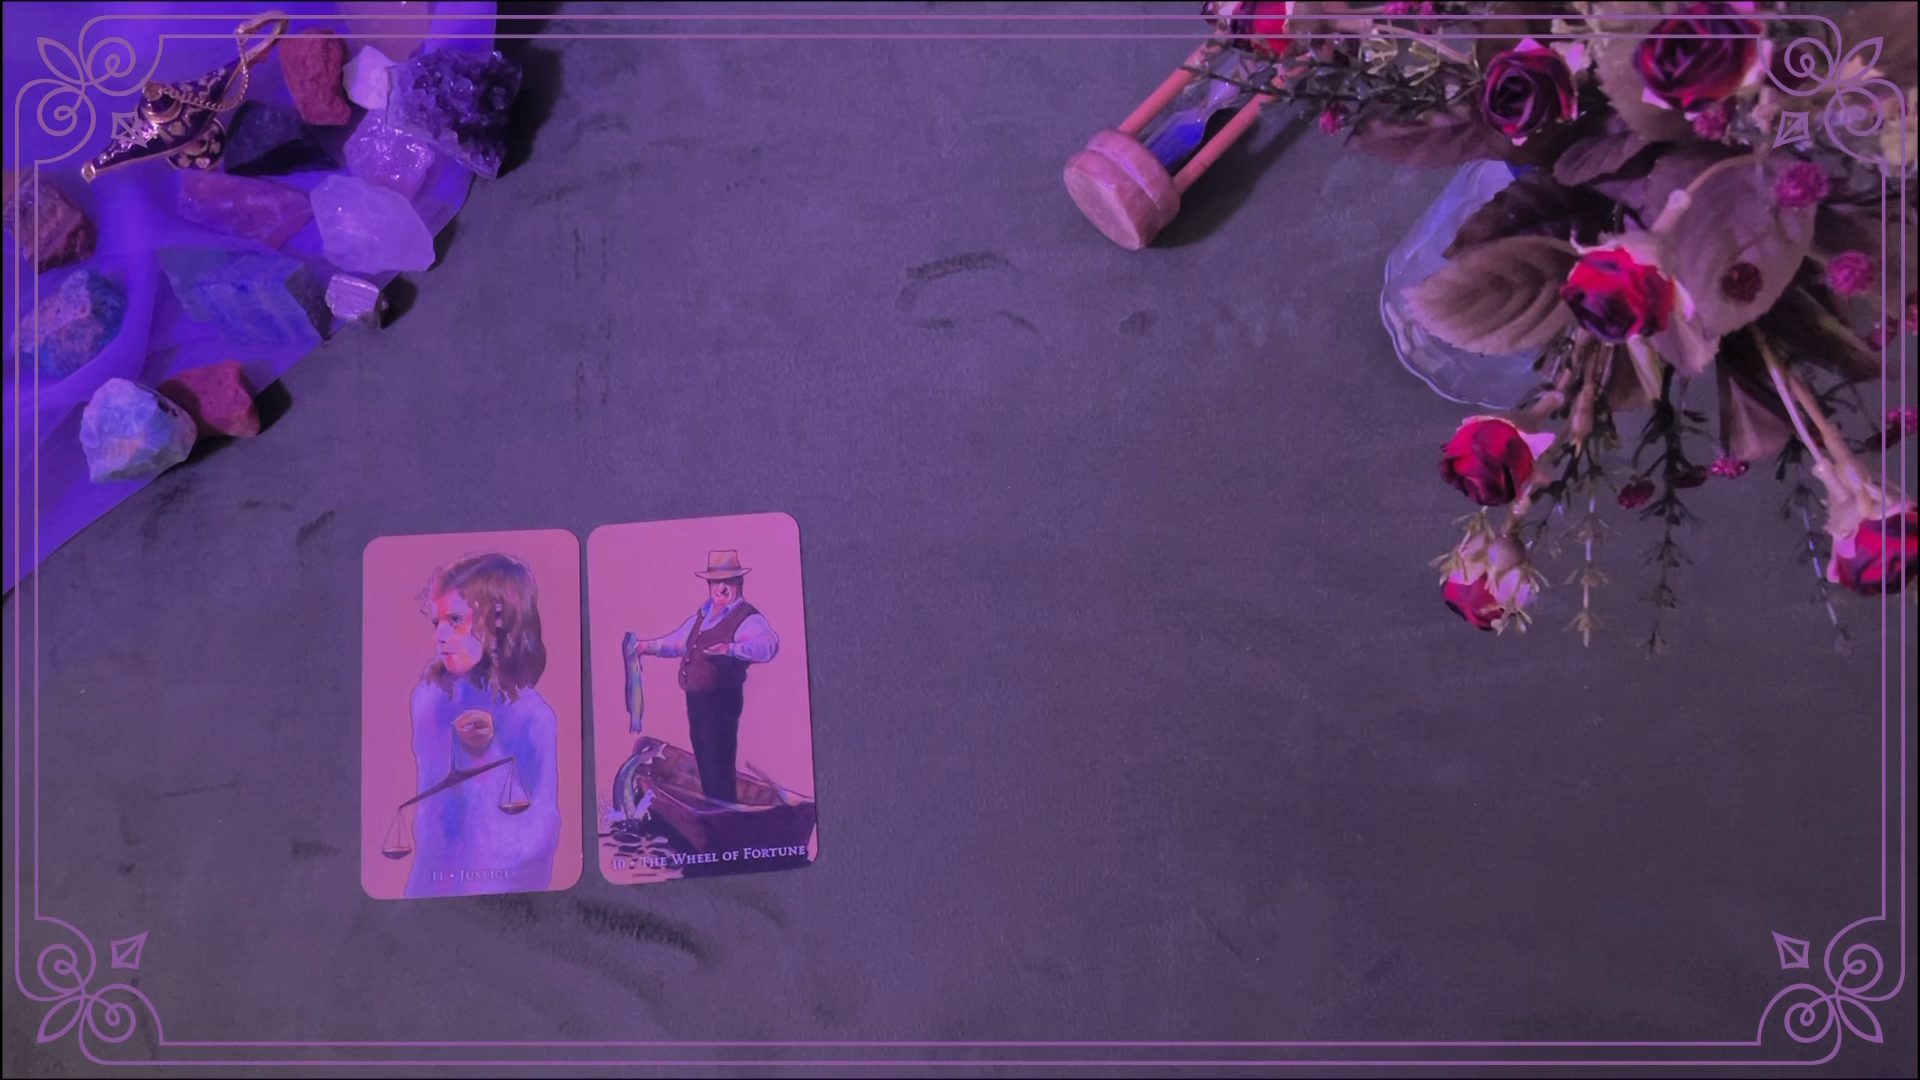 11 • JUSTICE
10 • THE WHEEL OF FORTUNE